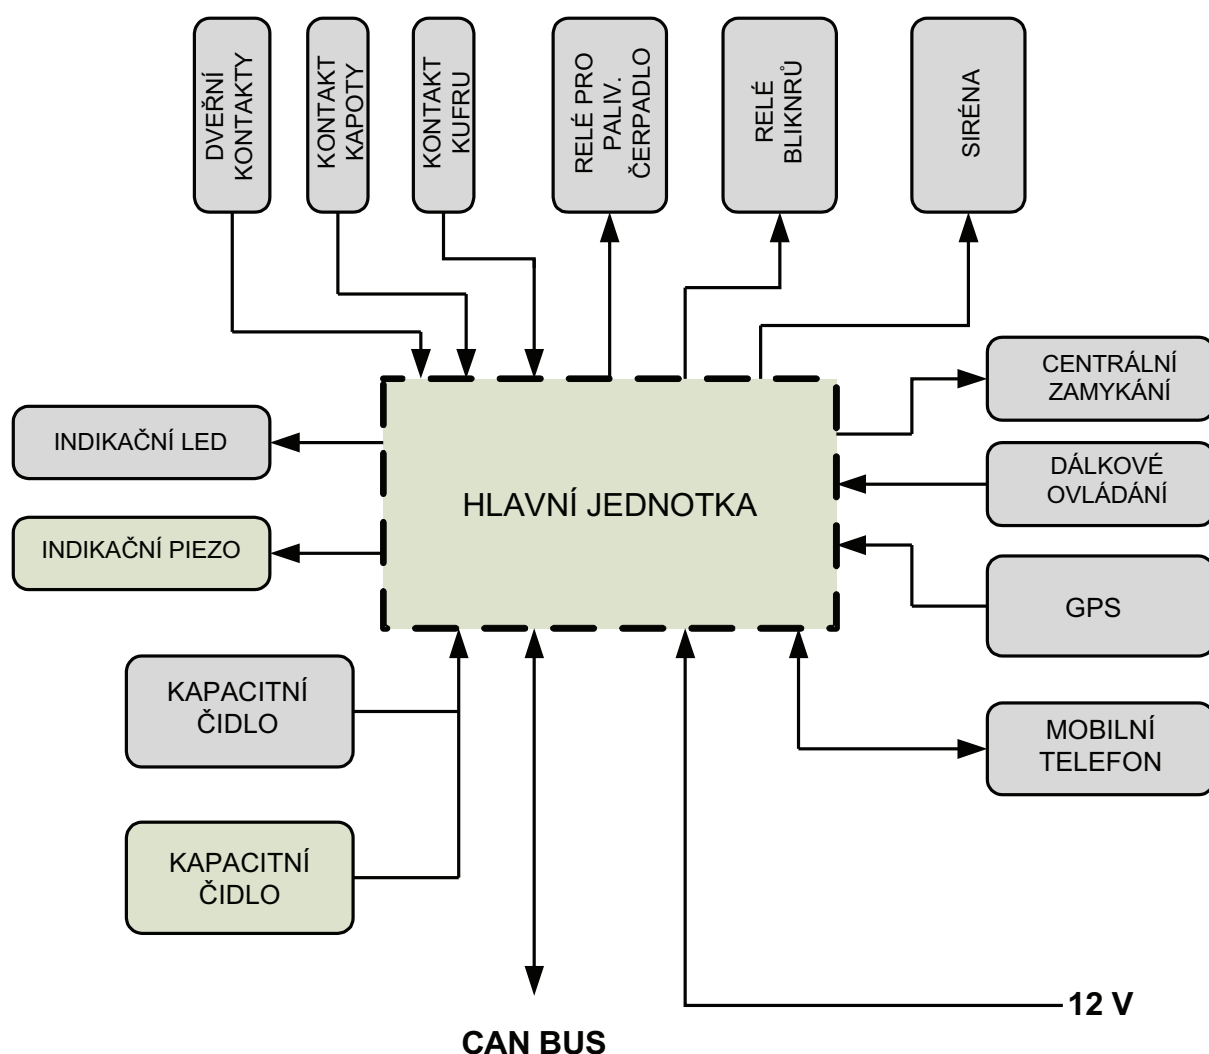 DVEŘNÍ
KONTAKTY
KONTAKT
KAPOTY
KONTAKT
KUFRU
RELÉ PRO
PALIV.
ČERPADLO
RELÉ
BLIKNRŮ
SIRÉNA
CENTRÁLNÍ
ZAMYKÁNÍ
INDIKAČNÍ LED
DÁLKOVÉ
OVLÁDÁNÍ
HLAVNÍ JEDNOTKA
INDIKAČNÍ PIEZO
GPS
KAPACITNÍ
ČIDLO
MOBILNÍ
TELEFON
KAPACITNÍ
ČIDLO
12 V
CAN BUS